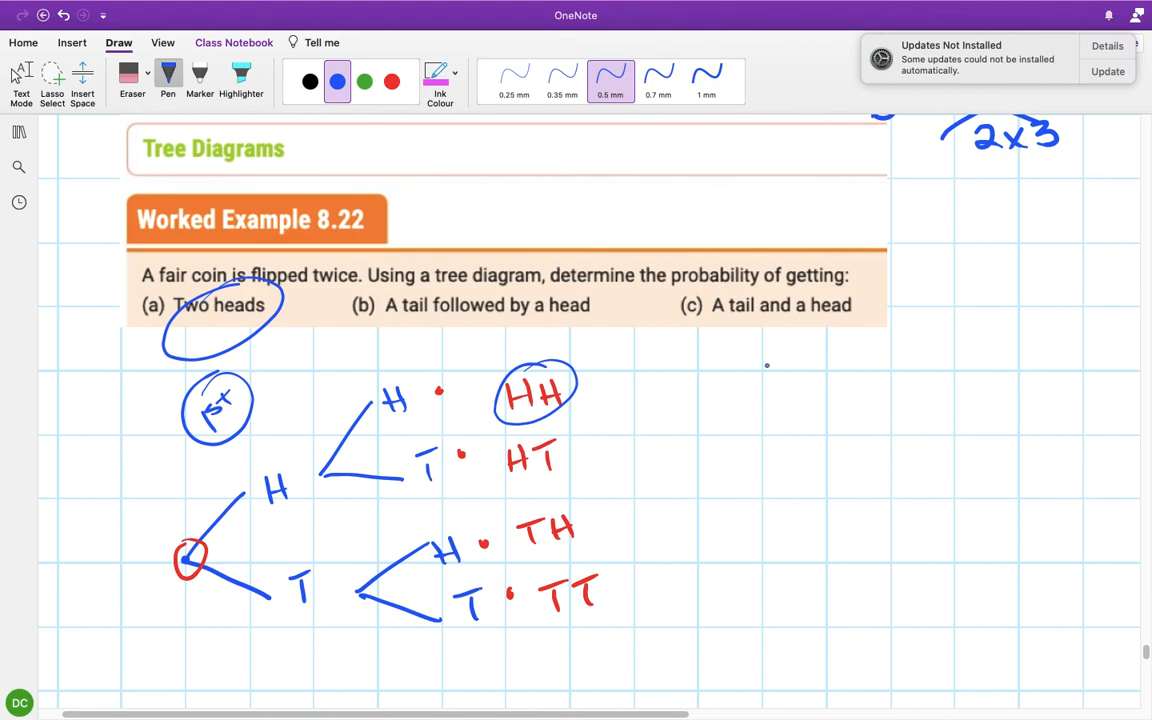 OneNote
Home Insert Draw View Class Notebook Tell me
Updates Not Installed
Some updates could not be installed
automatically.
Details
Update
Text
Mode
Lasso
Select
Insert
Space
Eraser
Pen
Marker
Highlighter
Ink
Colour
0.25 mm
0.35 mm
0.5 mm
0.7 mm
1 mm
2x3
Tree Diagrams
Worked Example 8.22
A fair coin is flipped twice. Using a tree diagram, determine the probability of getting:
(a) Two heads (b) A tail followed by a head (c) A tail and a head
1st
H HH
T HT
H
H TH
T
T TT
DC